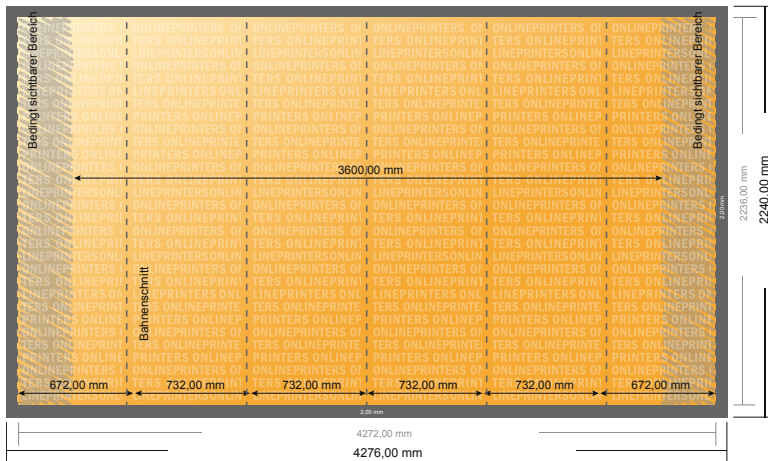 Bedingt sichtbarer Bereich
Bedingt sichtbarer Bereich
3600,00 mm
Bahnenschnitt
672,00 mm
732,00 mm
732,00 mm
732,00 mm
732,00 mm
672,00 mm
2,00 mm
2,00 mm
2236,00 mm
2240,00 mm
4272,00 mm
4276,00 mm
ONLINEPRINTERS